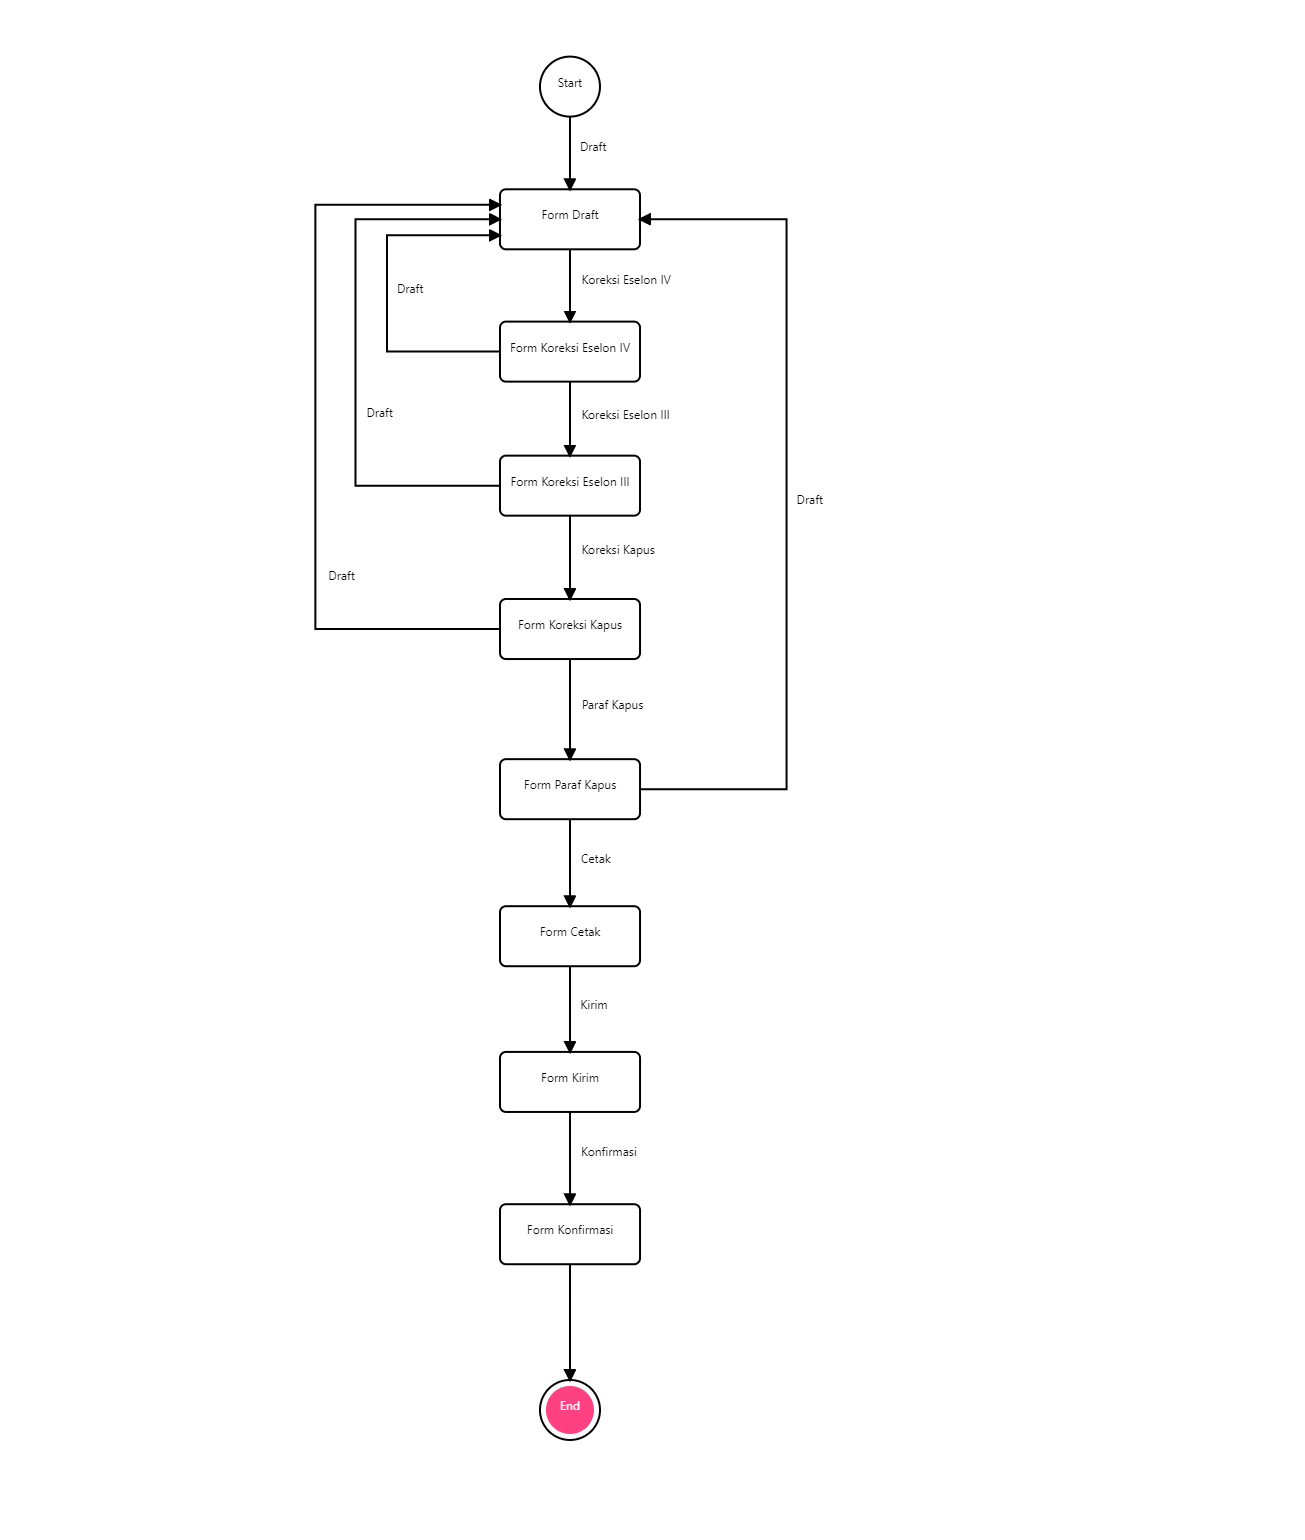 Start
Draft
Form Draft
Koreksi Eselon IV
Draft
Form Koreksi Eselon IV
Draft
Koreksi Eselon III
Form Koreksi Eselon III
Draft
Koreksi Kapus
Draft
Form Koreksi Kapus
Paraf Kapus
Form Paraf Kapus
Cetak
Form Cetak
Kirim
Form Kirim
Konfirmasi
Form Konfirmasi
End